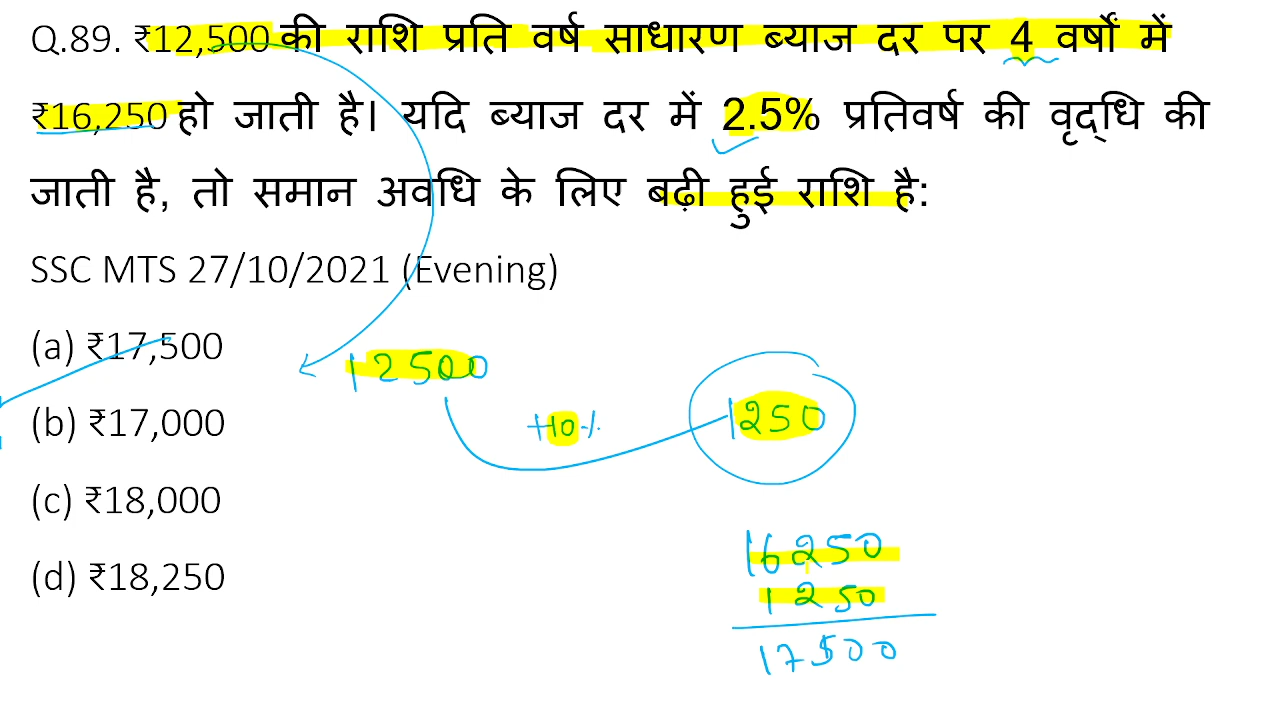 Q.89. ₹12,500 की राशि प्रति वर्ष साधारण ब्याज दर पर 4 वर्षों में
₹16,250 हो जाती है। यदि ब्याज दर में 2.5% प्रतिवर्ष की वृद्धि की
जाती है, तो समान अवधि के लिए बढ़ी हुई राशि है:
SSC MTS 27/10/2021 (Evening)
(a) ₹17,500
(b) ₹17,000
(c) ₹18,000
(d) ₹18,250
12500
+10%
1250
16250
1250
17500